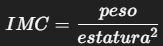 IMC = peso / estatura²